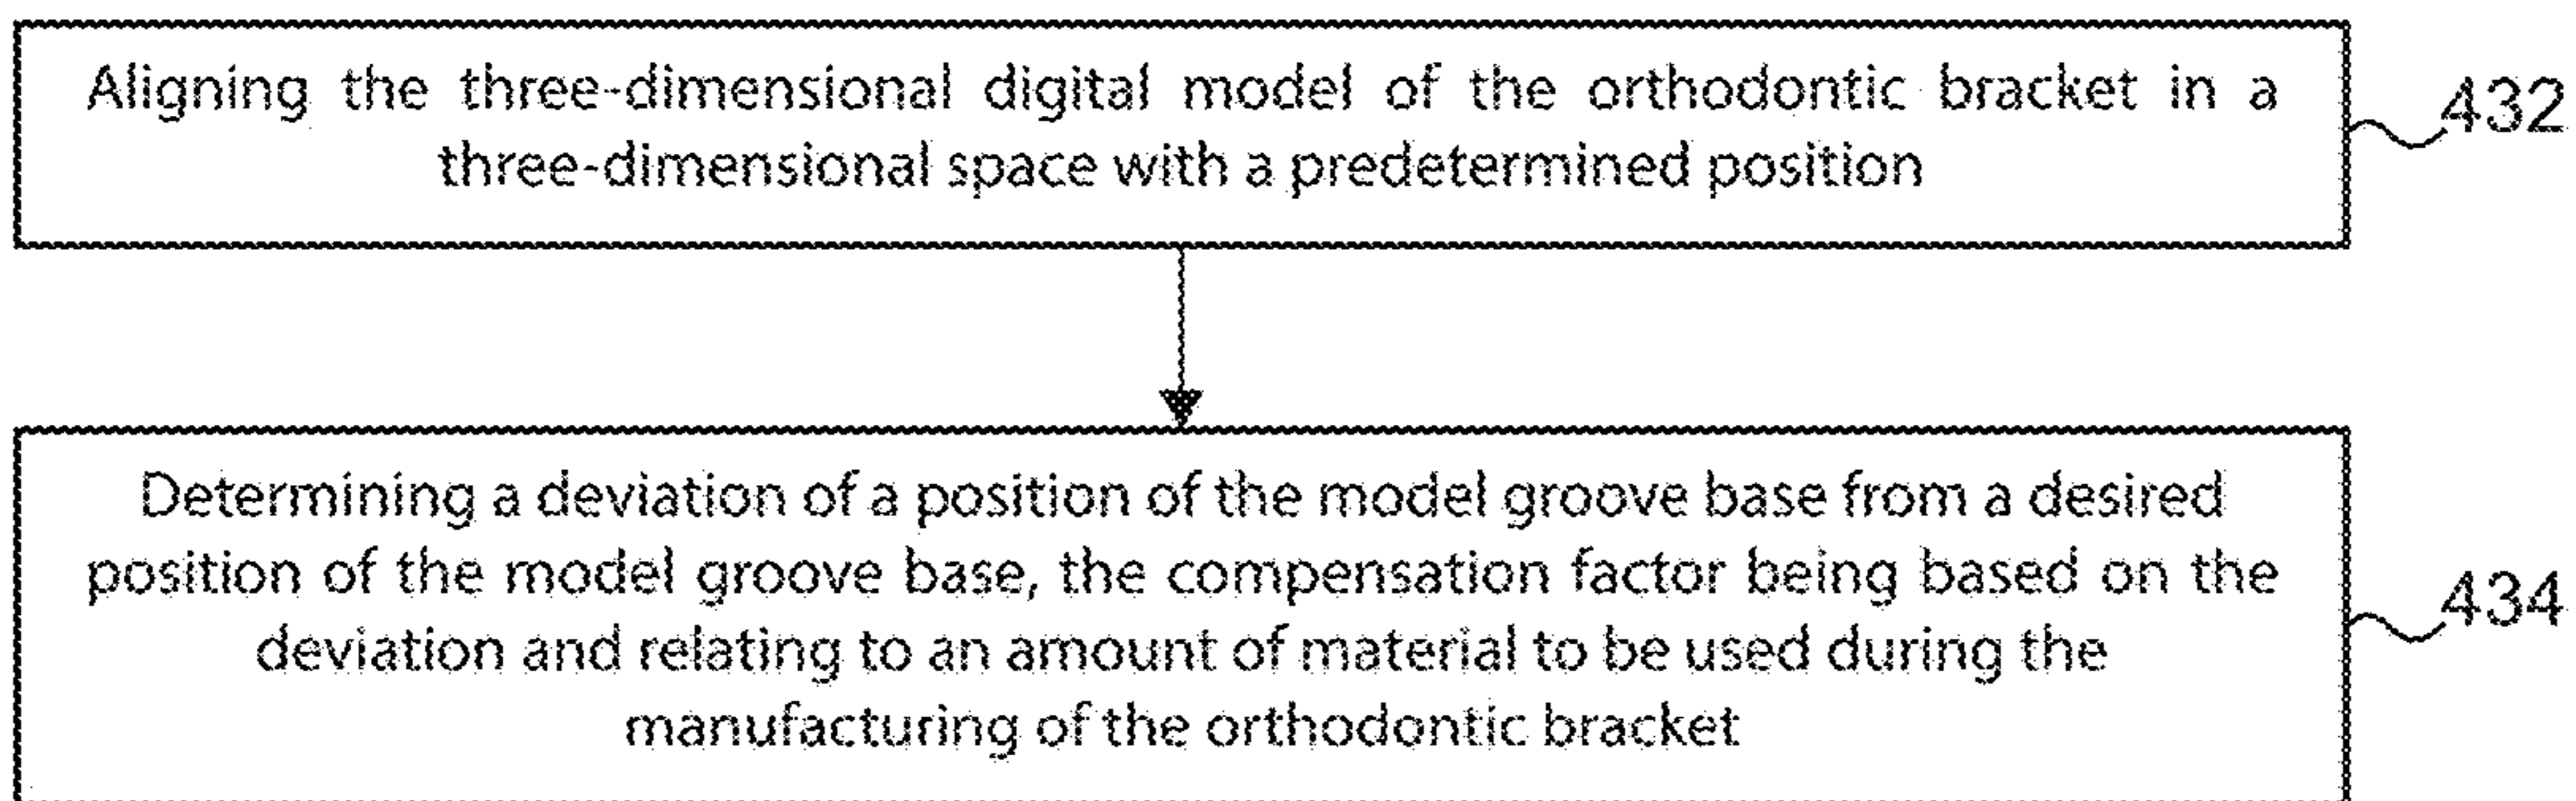 Aligning the three-dimensional digital model of the orthodontic bracket in a
three-dimensional space with a predetermined position
432
Determining a deviation of a position of the model groove base from a desired
position of the model groove base, the compensation factor being based on the
deviation and relating to an amount of material to be used during the
manufacturing of the orthodontic bracket
434